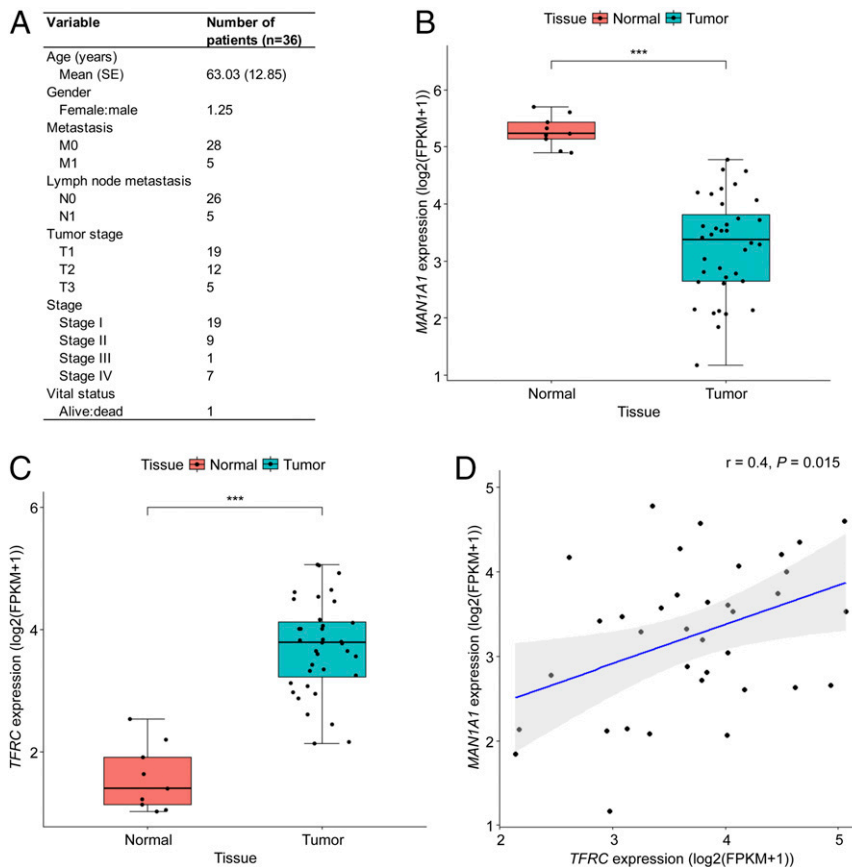 A
Variable Number of
patients (n=36)
Age (years)
Mean (SE) 63.03 (12.85)
Gender
Female:male 1.25
Metastasis
M0 28
M1 5
Lymph node metastasis
N0 26
N1 5
Tumor stage
T1 19
T2 12
T3 5
Stage
Stage I 19
Stage II 9
Stage III 1
Stage IV 7
Vital status
Alive:dead 1
B
Tissue Normal Tumor
***
6
5
4
3
2
1
MAN1A1 expression (log2(FPKM+1))
Normal Tumor
Tissue
C
Tissue Normal Tumor
***
6
4
2
TFRC expression (log2(FPKM+1))
Normal Tumor
Tissue
D
r = 0.4, P = 0.015
5
4
3
2
1
MAN1A1 expression (log2(FPKM+1))
2 3 4 5
TFRC expression (log2(FPKM+1))